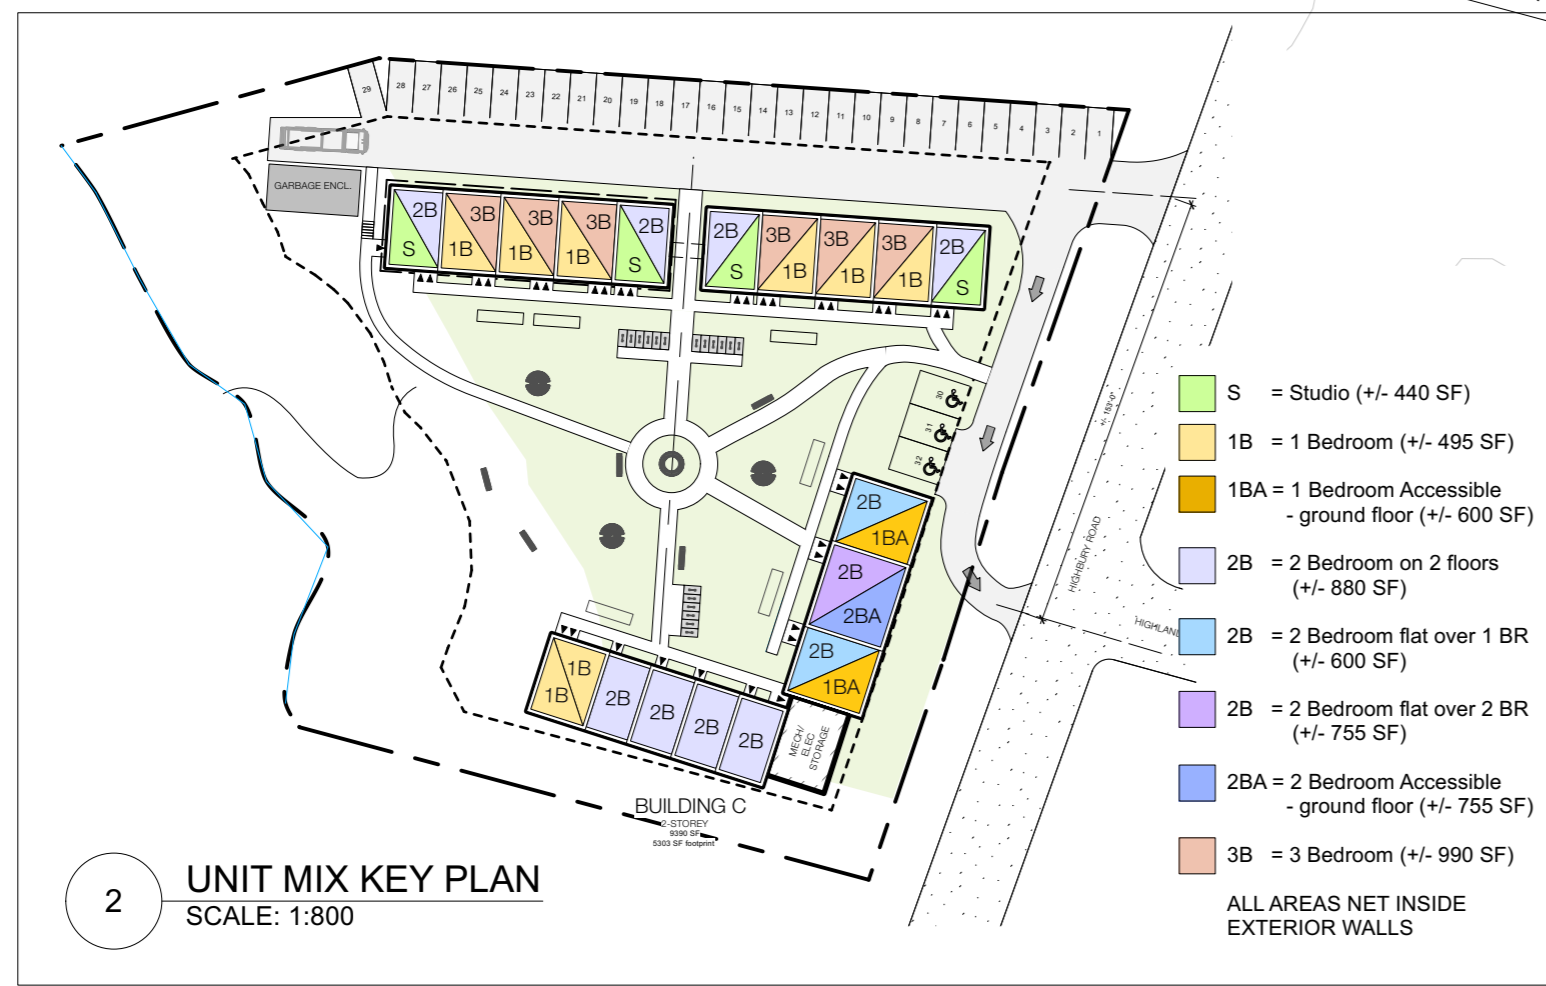 29
28
27
26
25
24
23
22
21
20
19
18
17
16
15
14
13
12
11
10
9
8
7
6
5
4
3
2
1
GARBAGE ENCL.
2B
S
3B
1B
3B
1B
3B
1B
2B
S
2B
S
3B
1B
3B
1B
3B
1B
2B
S
30
31
32
2B
1BA
2B
2BA
2B
1BA
1B
1B
2B
2B
2B
2B
MECH/
ELEC
STORAGE
+/- 153'-0"
HIGHBURY ROAD
HIGHLAN
BUILDING C
2-STOREY
9390 SF
5303 SF footprint
2
UNIT MIX KEY PLAN
SCALE: 1:800
S = Studio (+/- 440 SF)
1B = 1 Bedroom (+/- 495 SF)
1BA = 1 Bedroom Accessible
- ground floor (+/- 600 SF)
2B = 2 Bedroom on 2 floors
(+/- 880 SF)
2B = 2 Bedroom flat over 1 BR
(+/- 600 SF)
2B = 2 Bedroom flat over 2 BR
(+/- 755 SF)
2BA = 2 Bedroom Accessible
- ground floor (+/- 755 SF)
3B = 3 Bedroom (+/- 990 SF)
ALL AREAS NET INSIDE
EXTERIOR WALLS